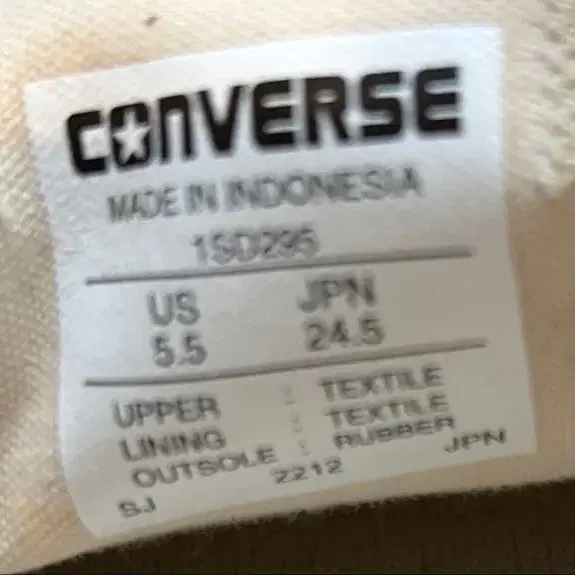 CONVERSE
MADE IN INDONESIA
1SD295
US JPN
5.5 24.5
UPPER : TEXTILE
LINING : TEXTILE
OUTSOLE : RUBBER
SJ 2212 JPN